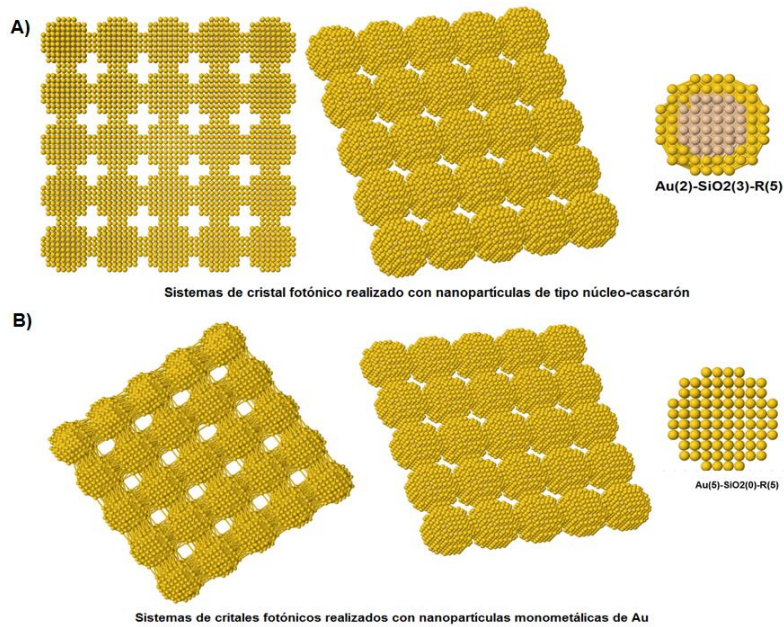 A)
Au(2)-SiO2(3)-R(5)
Sistemas de cristal fotónico realizado con nanopartículas de tipo núcleo-cascarón
B)
Au(5)-SiO2(0)-R(5)
Sistemas de critales fotónicos realizados con nanopartículas monometálicas de Au